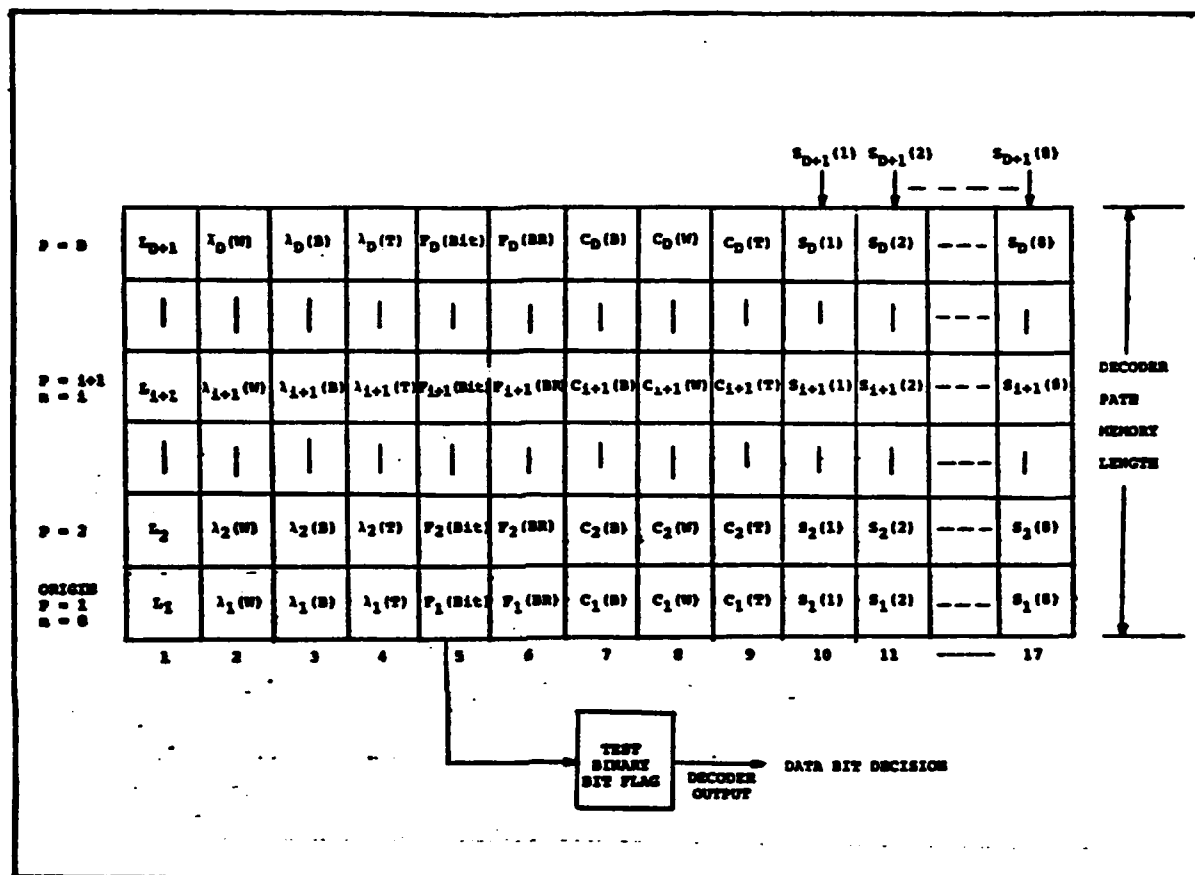 S_{D+1}(1) S_{D+1}(2) S_{D+1}(8)
P = D L_{D+1} λ_D(W) λ_D(B) λ_D(T) F_D(Bit) F_D(BR) C_D(B) C_D(W) C_D(T) S_D(1) S_D(2) ---- S_D(8)
P = i+1
n = i L_{i+1} λ_{i+1}(W) λ_{i+1}(B) λ_{i+1}(T) F_{i+1}(Bit) F_{i+1}(BR) C_{i+1}(B) C_{i+1}(W) C_{i+1}(T) S_{i+1}(1) S_{i+1}(2) ---- S_{i+1}(8)
DECODER
PATH
MEMORY
LENGTH
P = 2 L_2 λ_2(W) λ_2(B) λ_2(T) F_2(Bit) F_2(BR) C_2(B) C_2(W) C_2(T) S_2(1) S_2(2) ---- S_2(8)
ORIGIN
P = 1
n = 0 L_1 λ_1(W) λ_1(B) λ_1(T) F_1(Bit) F_1(BR) C_1(B) C_1(W) C_1(T) S_1(1) S_1(2) ---- S_1(8)
1 2 3 4 5 6 7 8 9 10 11 ---- 17
TEST
BINARY
BIT FLAG
DECODER
OUTPUT
DATA BIT DECISION